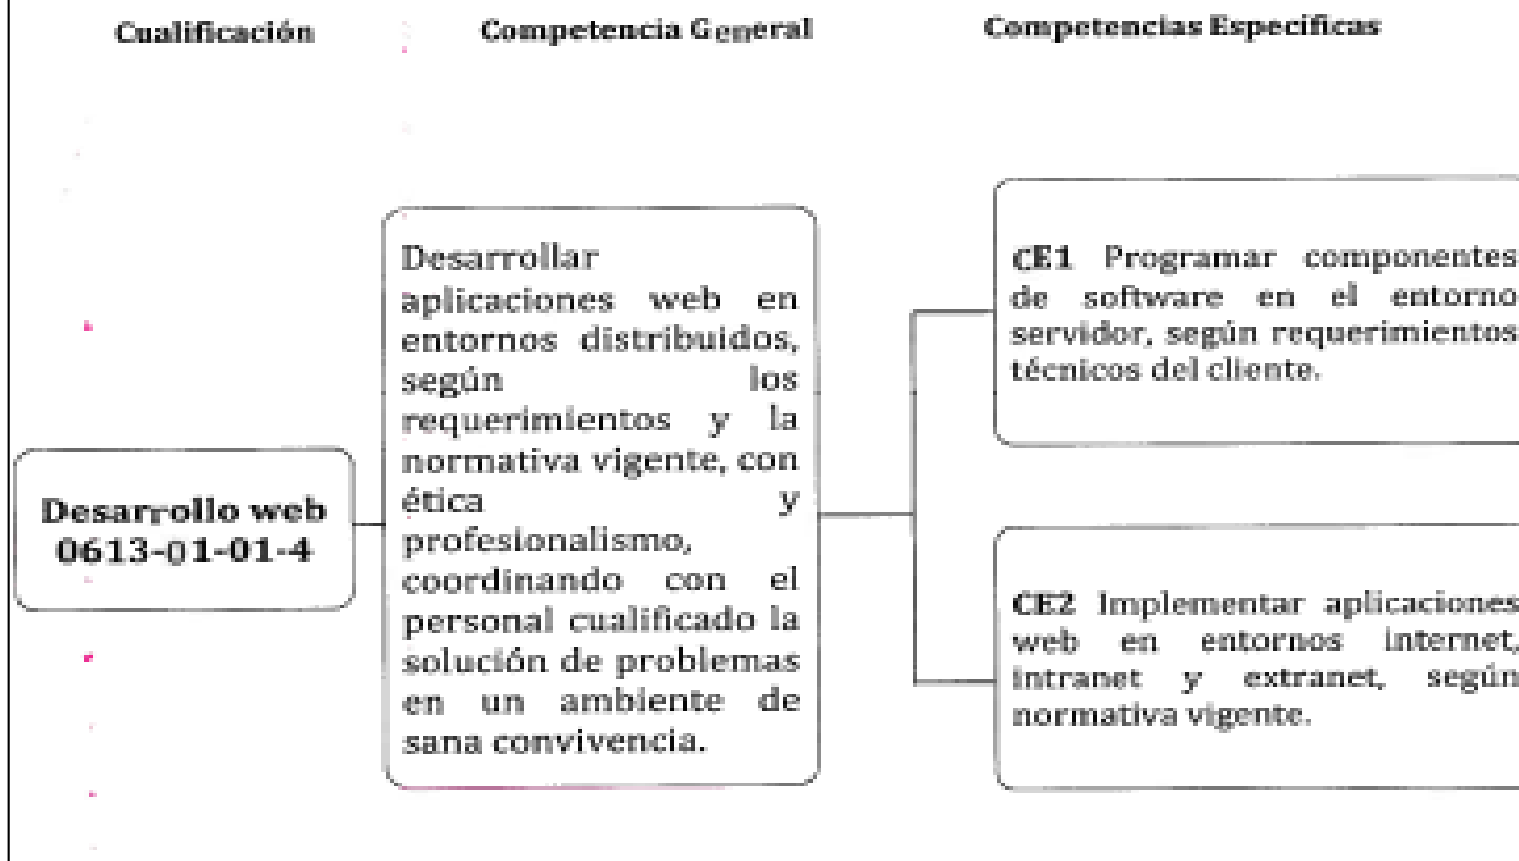 Cualificación
Competencia General
Competencias Específicas
Desarrollo web
0613-01-01-4
Desarrollar
aplicaciones web en
entornos distribuidos,
según los
requerimientos y la
normativa vigente, con
ética y
profesionalismo,
coordinando con el
personal cualificado la
solución de problemas
en un ambiente de
sana convivencia.
CE1 Programar componentes
de software en el entorno
servidor, según requerimientos
técnicos del cliente.
CE2 Implementar aplicaciones
web en entornos internet,
intranet y extranet, según
normativa vigente.